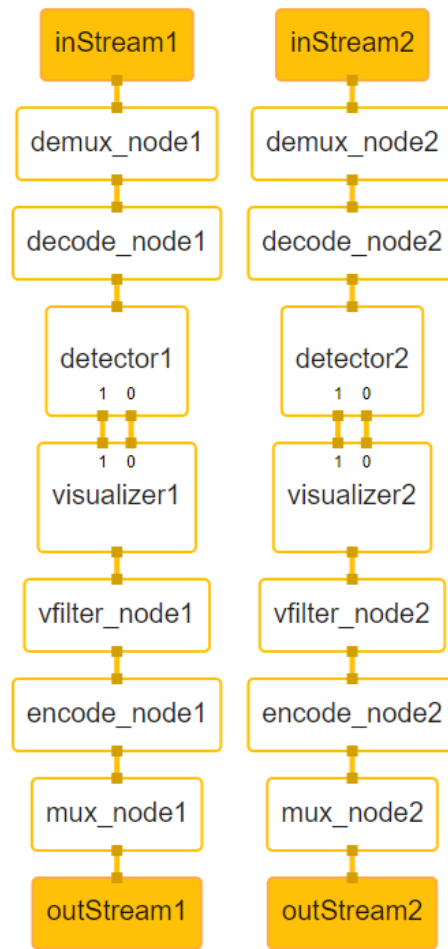 inStream1
demux_node1
decode_node1
detector1
1 0
1 0
visualizer1
vfilter_node1
encode_node1
mux_node1
outStream1
inStream2
demux_node2
decode_node2
detector2
1 0
1 0
visualizer2
vfilter_node2
encode_node2
mux_node2
outStream2